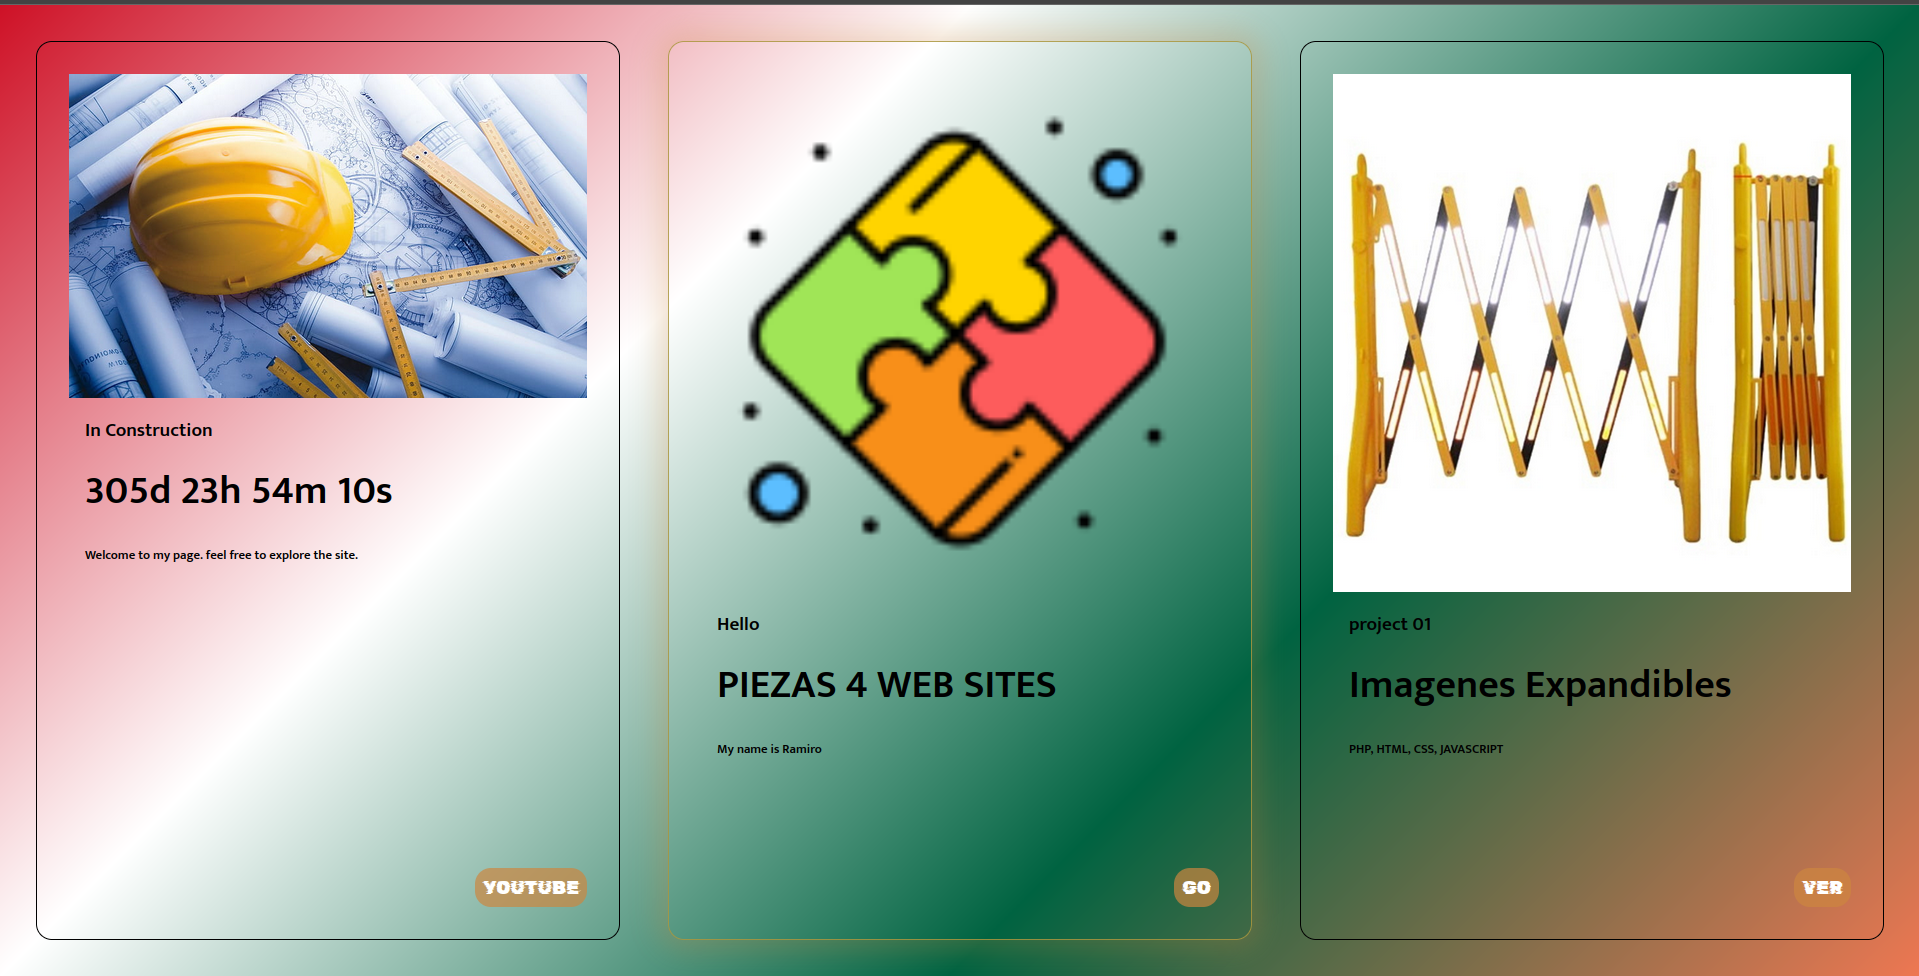 In Construction
305d 23h 54m 10s
Welcome to my page. feel free to explore the site.
YOUTUBE
Hello
PIEZAS 4 WEB SITES
My name is Ramiro
GO
project 01
Imagenes Expandibles
PHP, HTML, CSS, JAVASCRIPT
VER